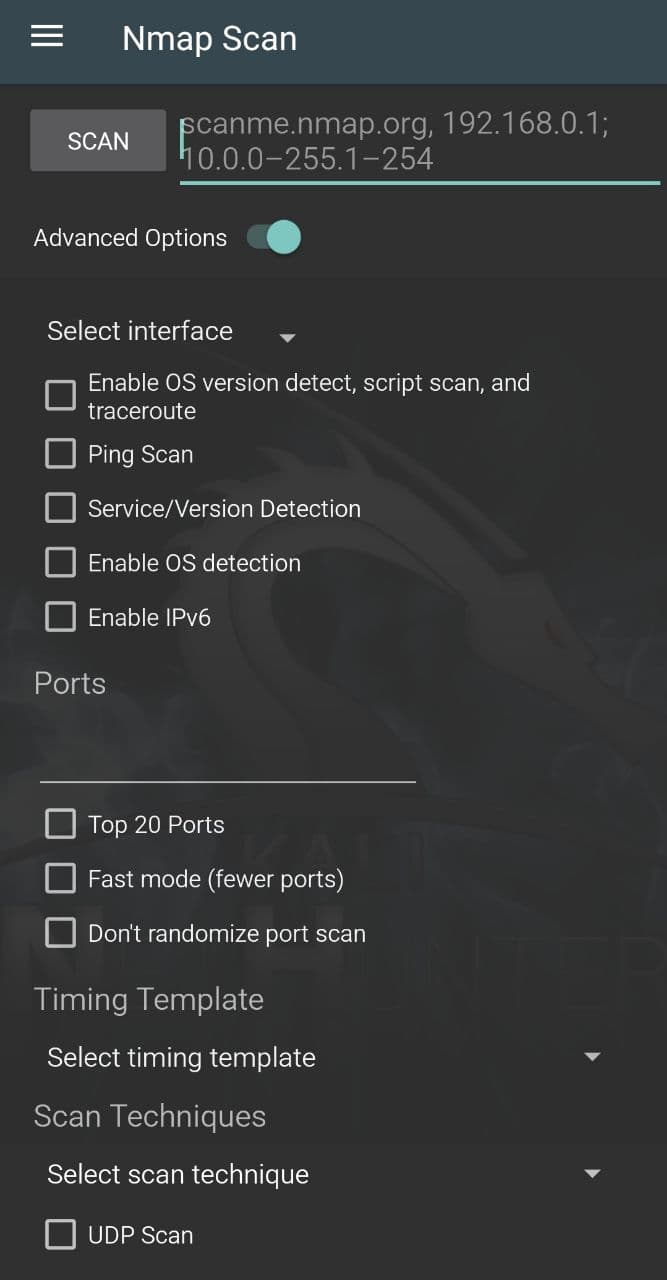 Nmap Scan
SCAN
scanme.nmap.org, 192.168.0.1;
10.0.0–255.1–254
Advanced Options
Select interface
Enable OS version detect, script scan, and
traceroute
Ping Scan
Service/Version Detection
Enable OS detection
Enable IPv6
Ports
Top 20 Ports
KALI
Fast mode (fewer ports)
Don't randomize port scan
NETHUNTER
Timing Template
Select timing template
Scan Techniques
Select scan technique
UDP Scan